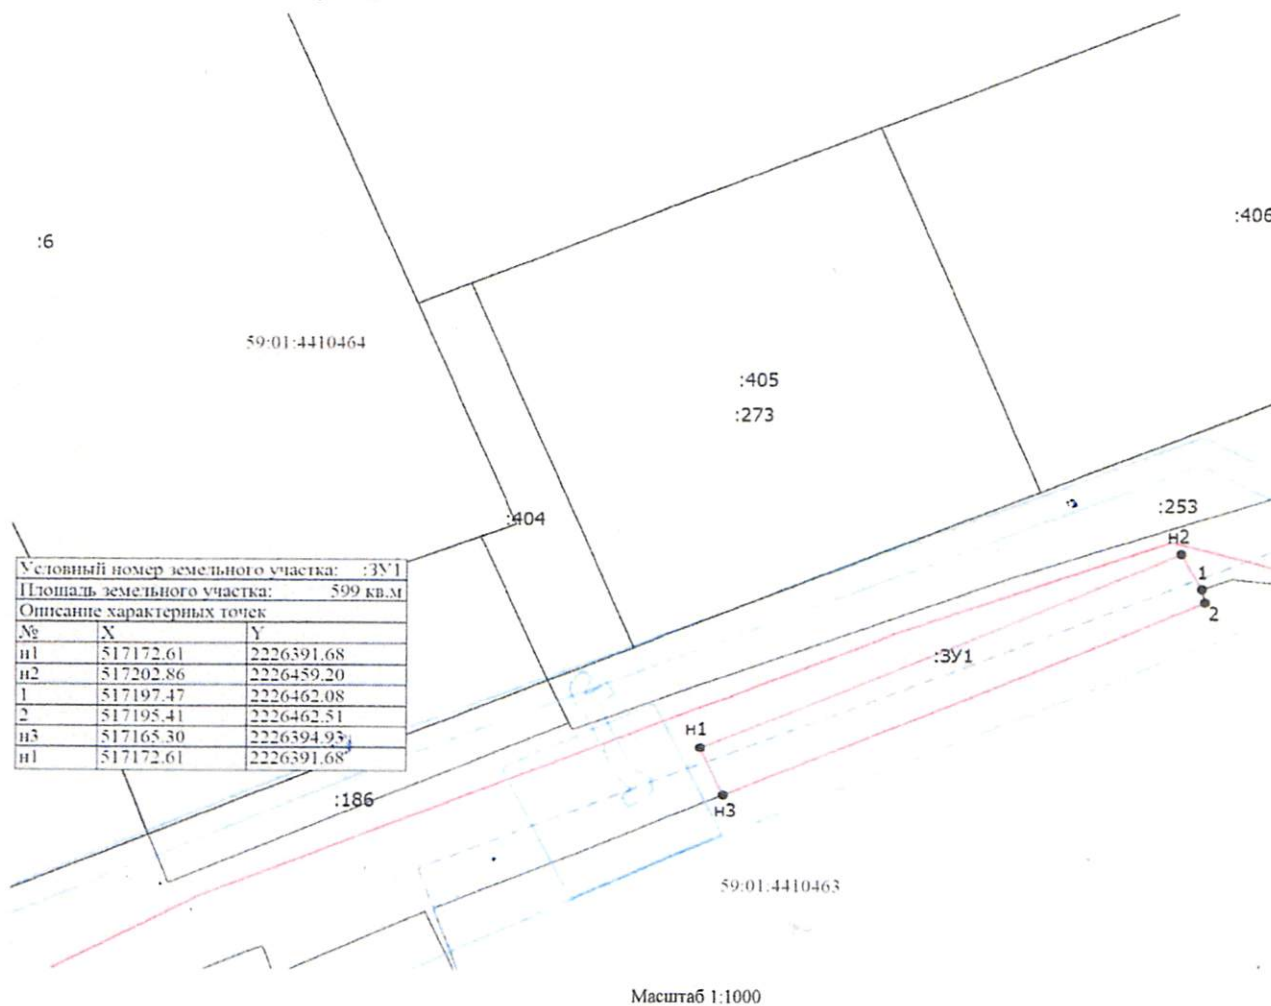 :6
:406
59:01:4410464
:405
:273
:404
:253
н2
1
2
:ЗУ1
н1
н3
:186
Условный номер земельного участка: :ЗУ1
Площадь земельного участка: 599 кв.м
Описание характерных точек
№ X Y
н1 517172.61 2226391.68
н2 517202.86 2226459.20
1 517197.47 2226462.08
2 517195.41 2226462.51
н3 517165.30 2226394.93
н1 517172.61 2226391.68
59:01:4410463
Масштаб 1:1000